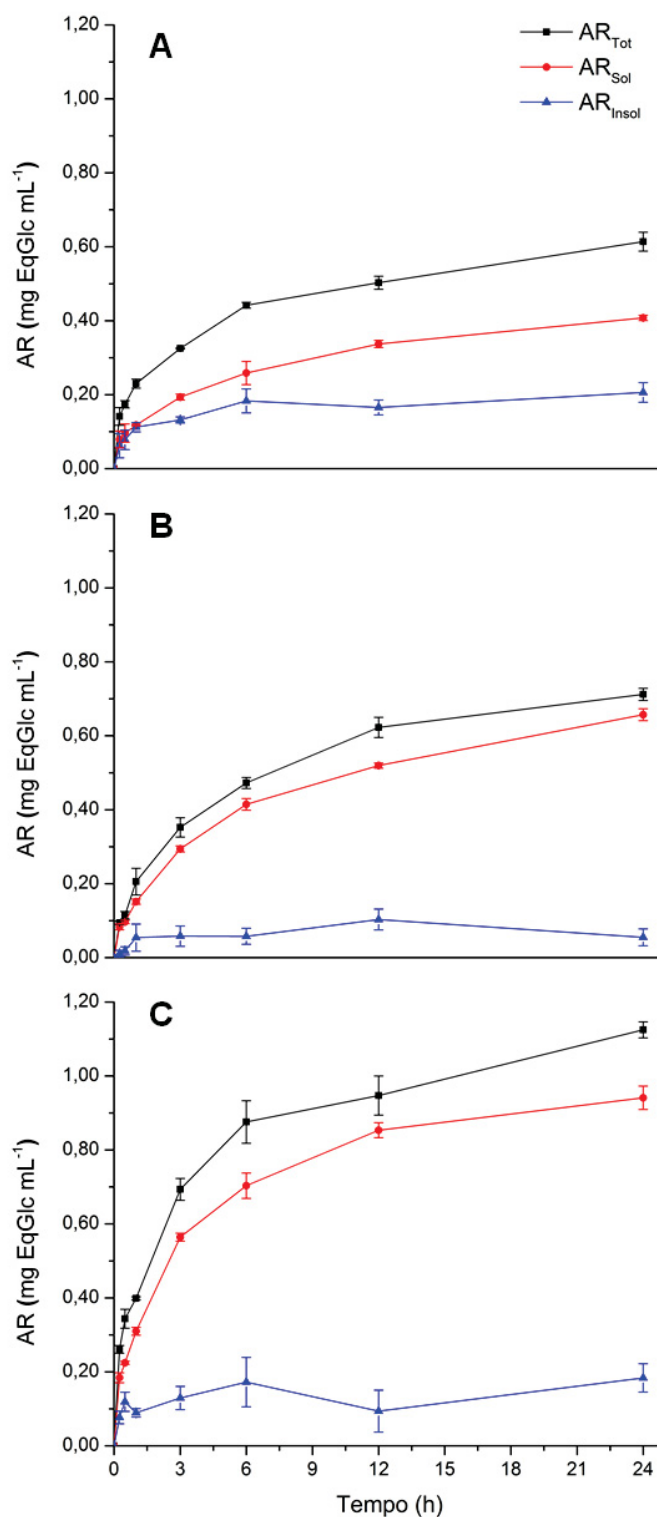 A
AR_Tot
AR_Sol
AR_Insol
1,20
1,00
0,80
0,60
0,40
0,20
0,00
AR (mg EqGlc mL⁻¹)
B
1,20
1,00
0,80
0,60
0,40
0,20
0,00
AR (mg EqGlc mL⁻¹)
C
1,20
1,00
0,80
0,60
0,40
0,20
0,00
AR (mg EqGlc mL⁻¹)
0 3 6 9 12 15 18 21 24
Tempo (h)